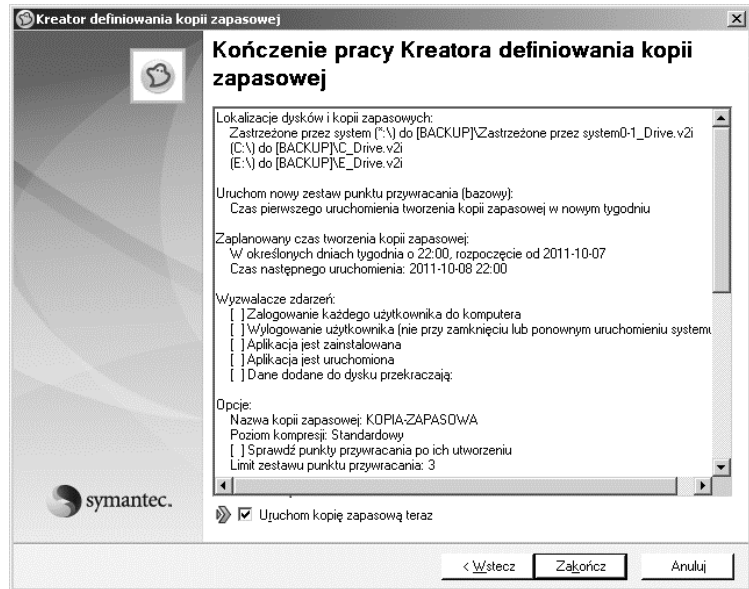 Kreator definiowania kopii zapasowej
Kończenie pracy Kreatora definiowania kopii
zapasowej
Lokalizacje dysków i kopii zapasowych:
Zastrzeżone przez system (*:\) do [BACKUP]\Zastrzeżone przez system0-1_Drive.v2i
(C:\) do [BACKUP]\C_Drive.v2i
(E:\) do [BACKUP]\E_Drive.v2i
Uruchom nowy zestaw punktu przywracania (bazowy):
Czas pierwszego uruchomienia tworzenia kopii zapasowej w nowym tygodniu
Zaplanowany czas tworzenia kopii zapasowej:
W określonych dniach tygodnia o 22:00, rozpoczęcie od 2011-10-07
Czas następnego uruchomienia: 2011-10-08 22:00
Wyzwalacze zdarzeń:
[ ] Zalogowanie każdego użytkownika do komputera
[ ] Wylogowanie użytkownika (nie przy zamknięciu lub ponownym uruchomieniu systemu
[ ] Aplikacja jest zainstalowana
[ ] Aplikacja jest uruchomiona
[ ] Dane dodane do dysku przekraczają:
Opcje:
Nazwa kopii zapasowej: KOPIA-ZAPASOWA
Poziom kompresji: Standardowy
[ ] Sprawdź punkty przywracania po ich utworzeniu
Limit zestawu punktu przywracania: 3
symantec.
Uruchom kopię zapasową teraz
< Wstecz
Zakończ
Anuluj